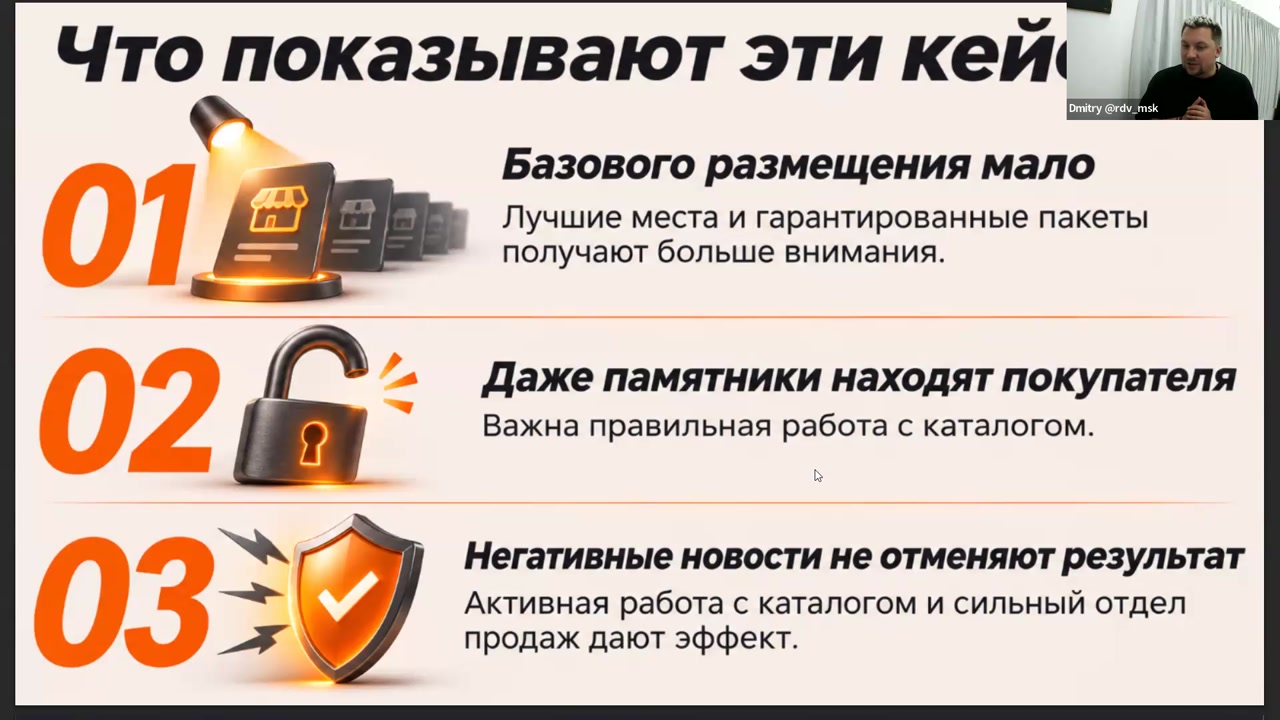 Что показывают эти кей
Dmitry @rdv_msk
01
Базового размещения мало
Лучшие места и гарантированные пакеты
получают больше внимания.
02
Даже памятники находят покупателя
Важна правильная работа с каталогом.
03
Негативные новости не отменяют результат
Активная работа с каталогом и сильный отдел
продаж дают эффект.